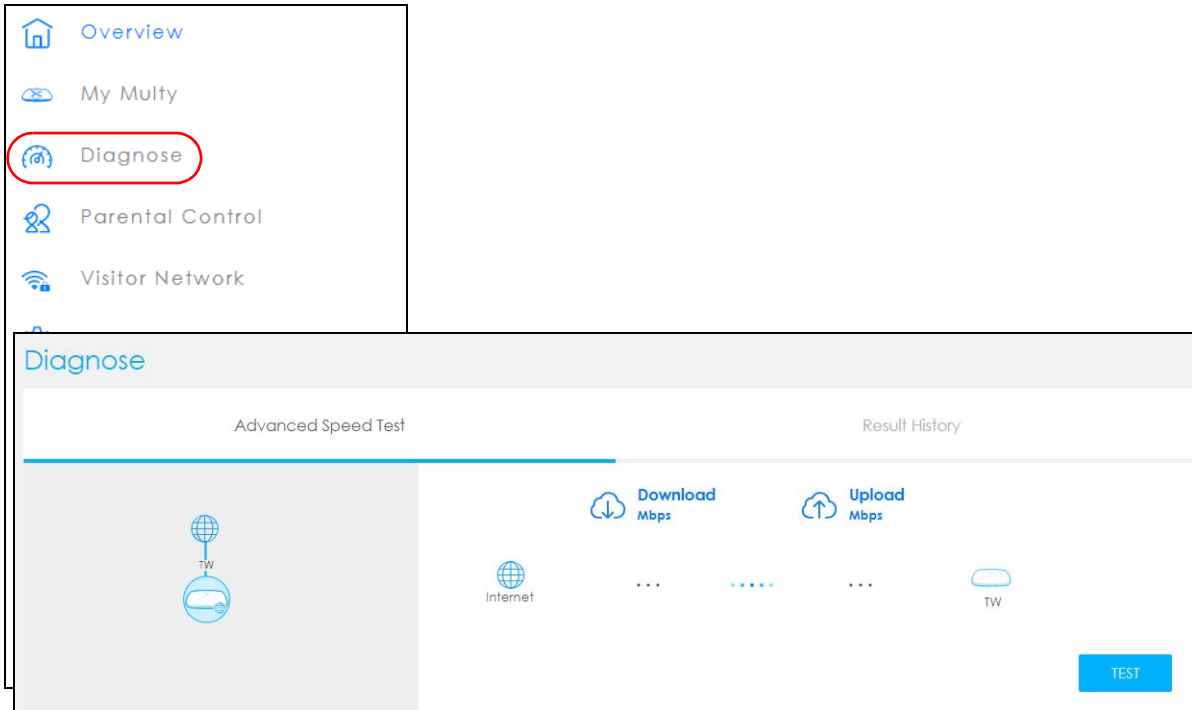 Overview
My Multy
Diagnose
Parental Control
Visitor Network
Diagnose
Advanced Speed Test
Result History
TW
Download
Mbps
Upload
Mbps
Internet
...
...
TW
TEST